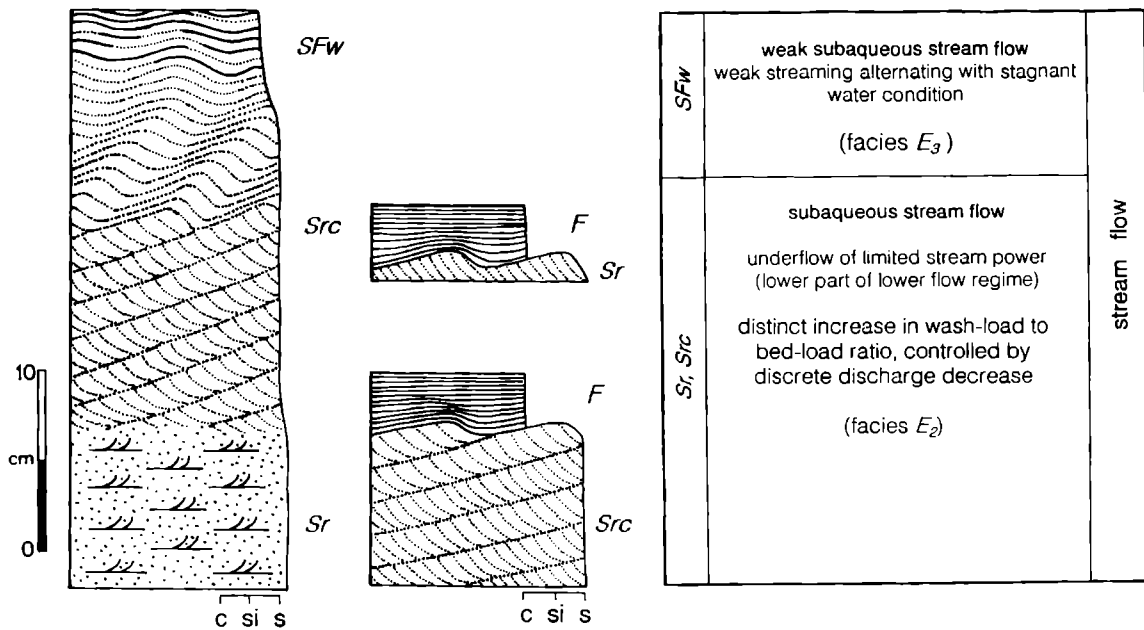 SFw
Src
Sr
10
cm
0
c si s
F
Sr
F
Src
c si s
SFw
weak subaqueous stream flow
weak streaming alternating with stagnant
water condition
(facies E3)
Sr, Src
subaqueous stream flow
underflow of limited stream power
(lower part of lower flow regime)
distinct increase in wash-load to
bed-load ratio, controlled by
discrete discharge decrease
(facies E2)
stream flow